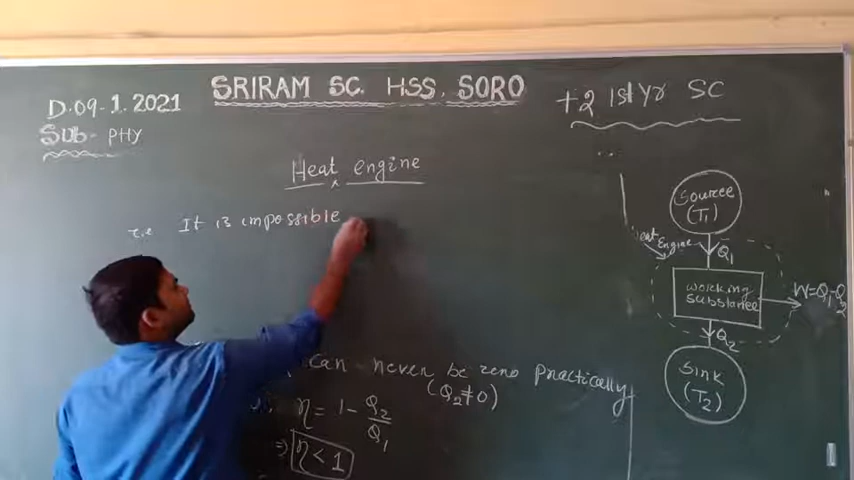 SRIRAM SC. HSS, SORO
D.09-1.2021
Sub- PHY
+2 1st Yr SC
Heat engine
i.e It is impossible
can never be zero practically
(Q2≠0)
η = 1 - Q2/Q1
⇒ η < 1
Source
(T1)
Heat Engine
Q1
working
substance
W=Q1-Q2
Q2
Sink
(T2)